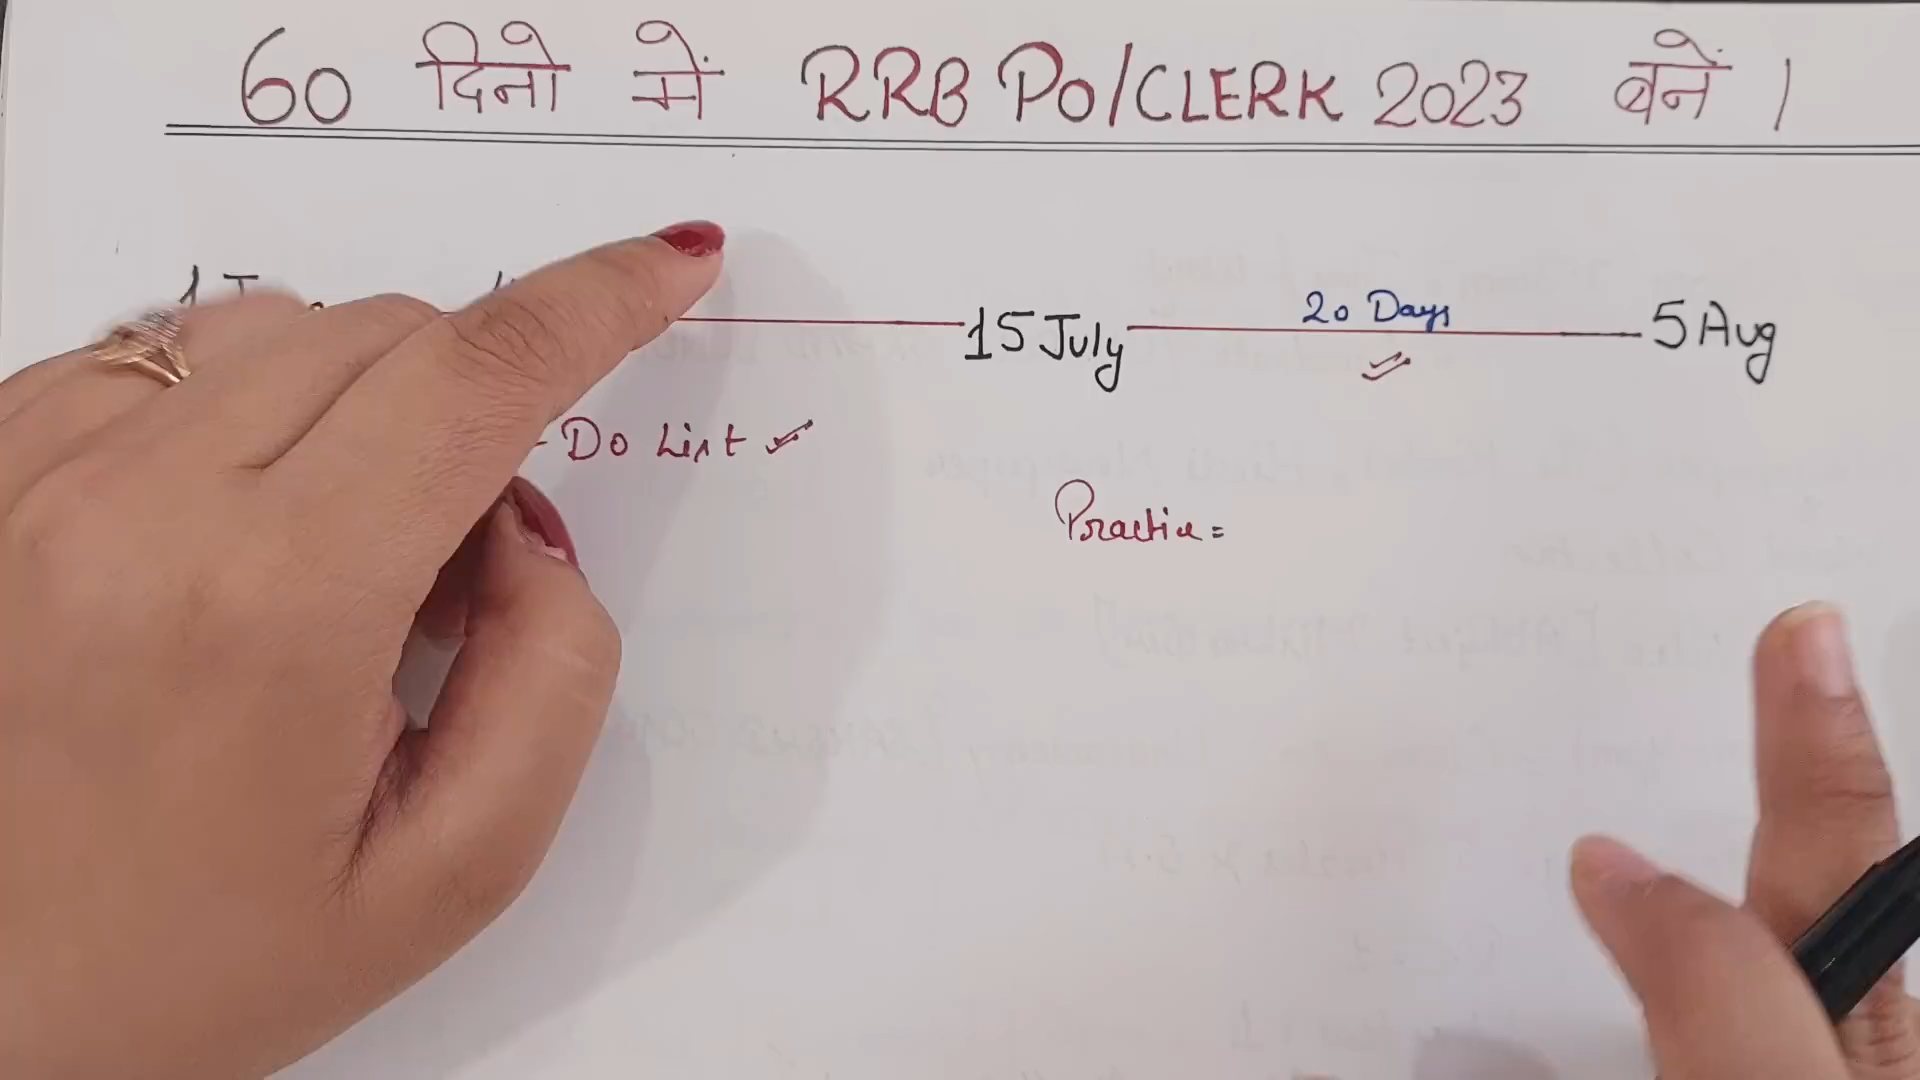 60 दिनो में RRB PO/CLERK 2023 बनें ।
15 July 20 Days 5 Aug
Do List
Practice =